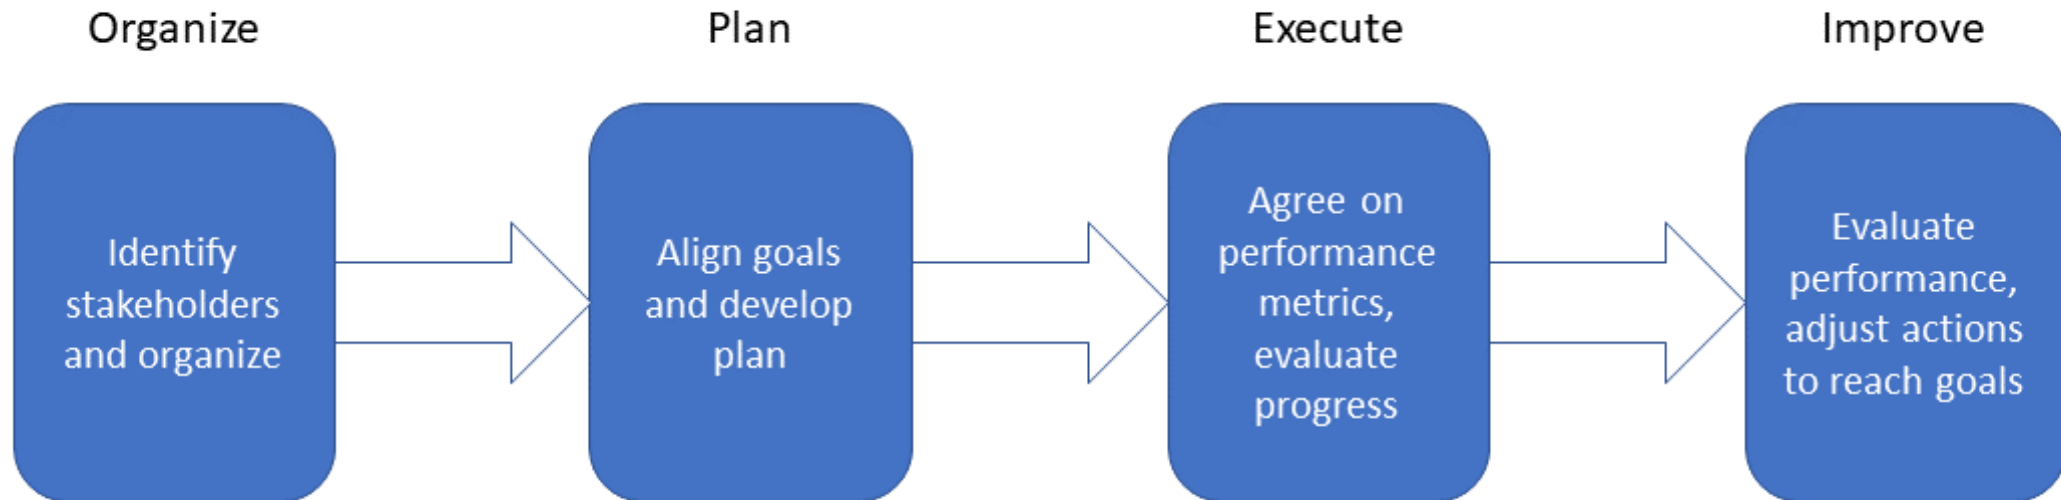 Organize
Plan
Execute
Improve
Identify
stakeholders
and organize
Align goals
and develop
plan
Agree on
performance
metrics,
evaluate
progress
Evaluate
performance,
adjust actions
to reach goals